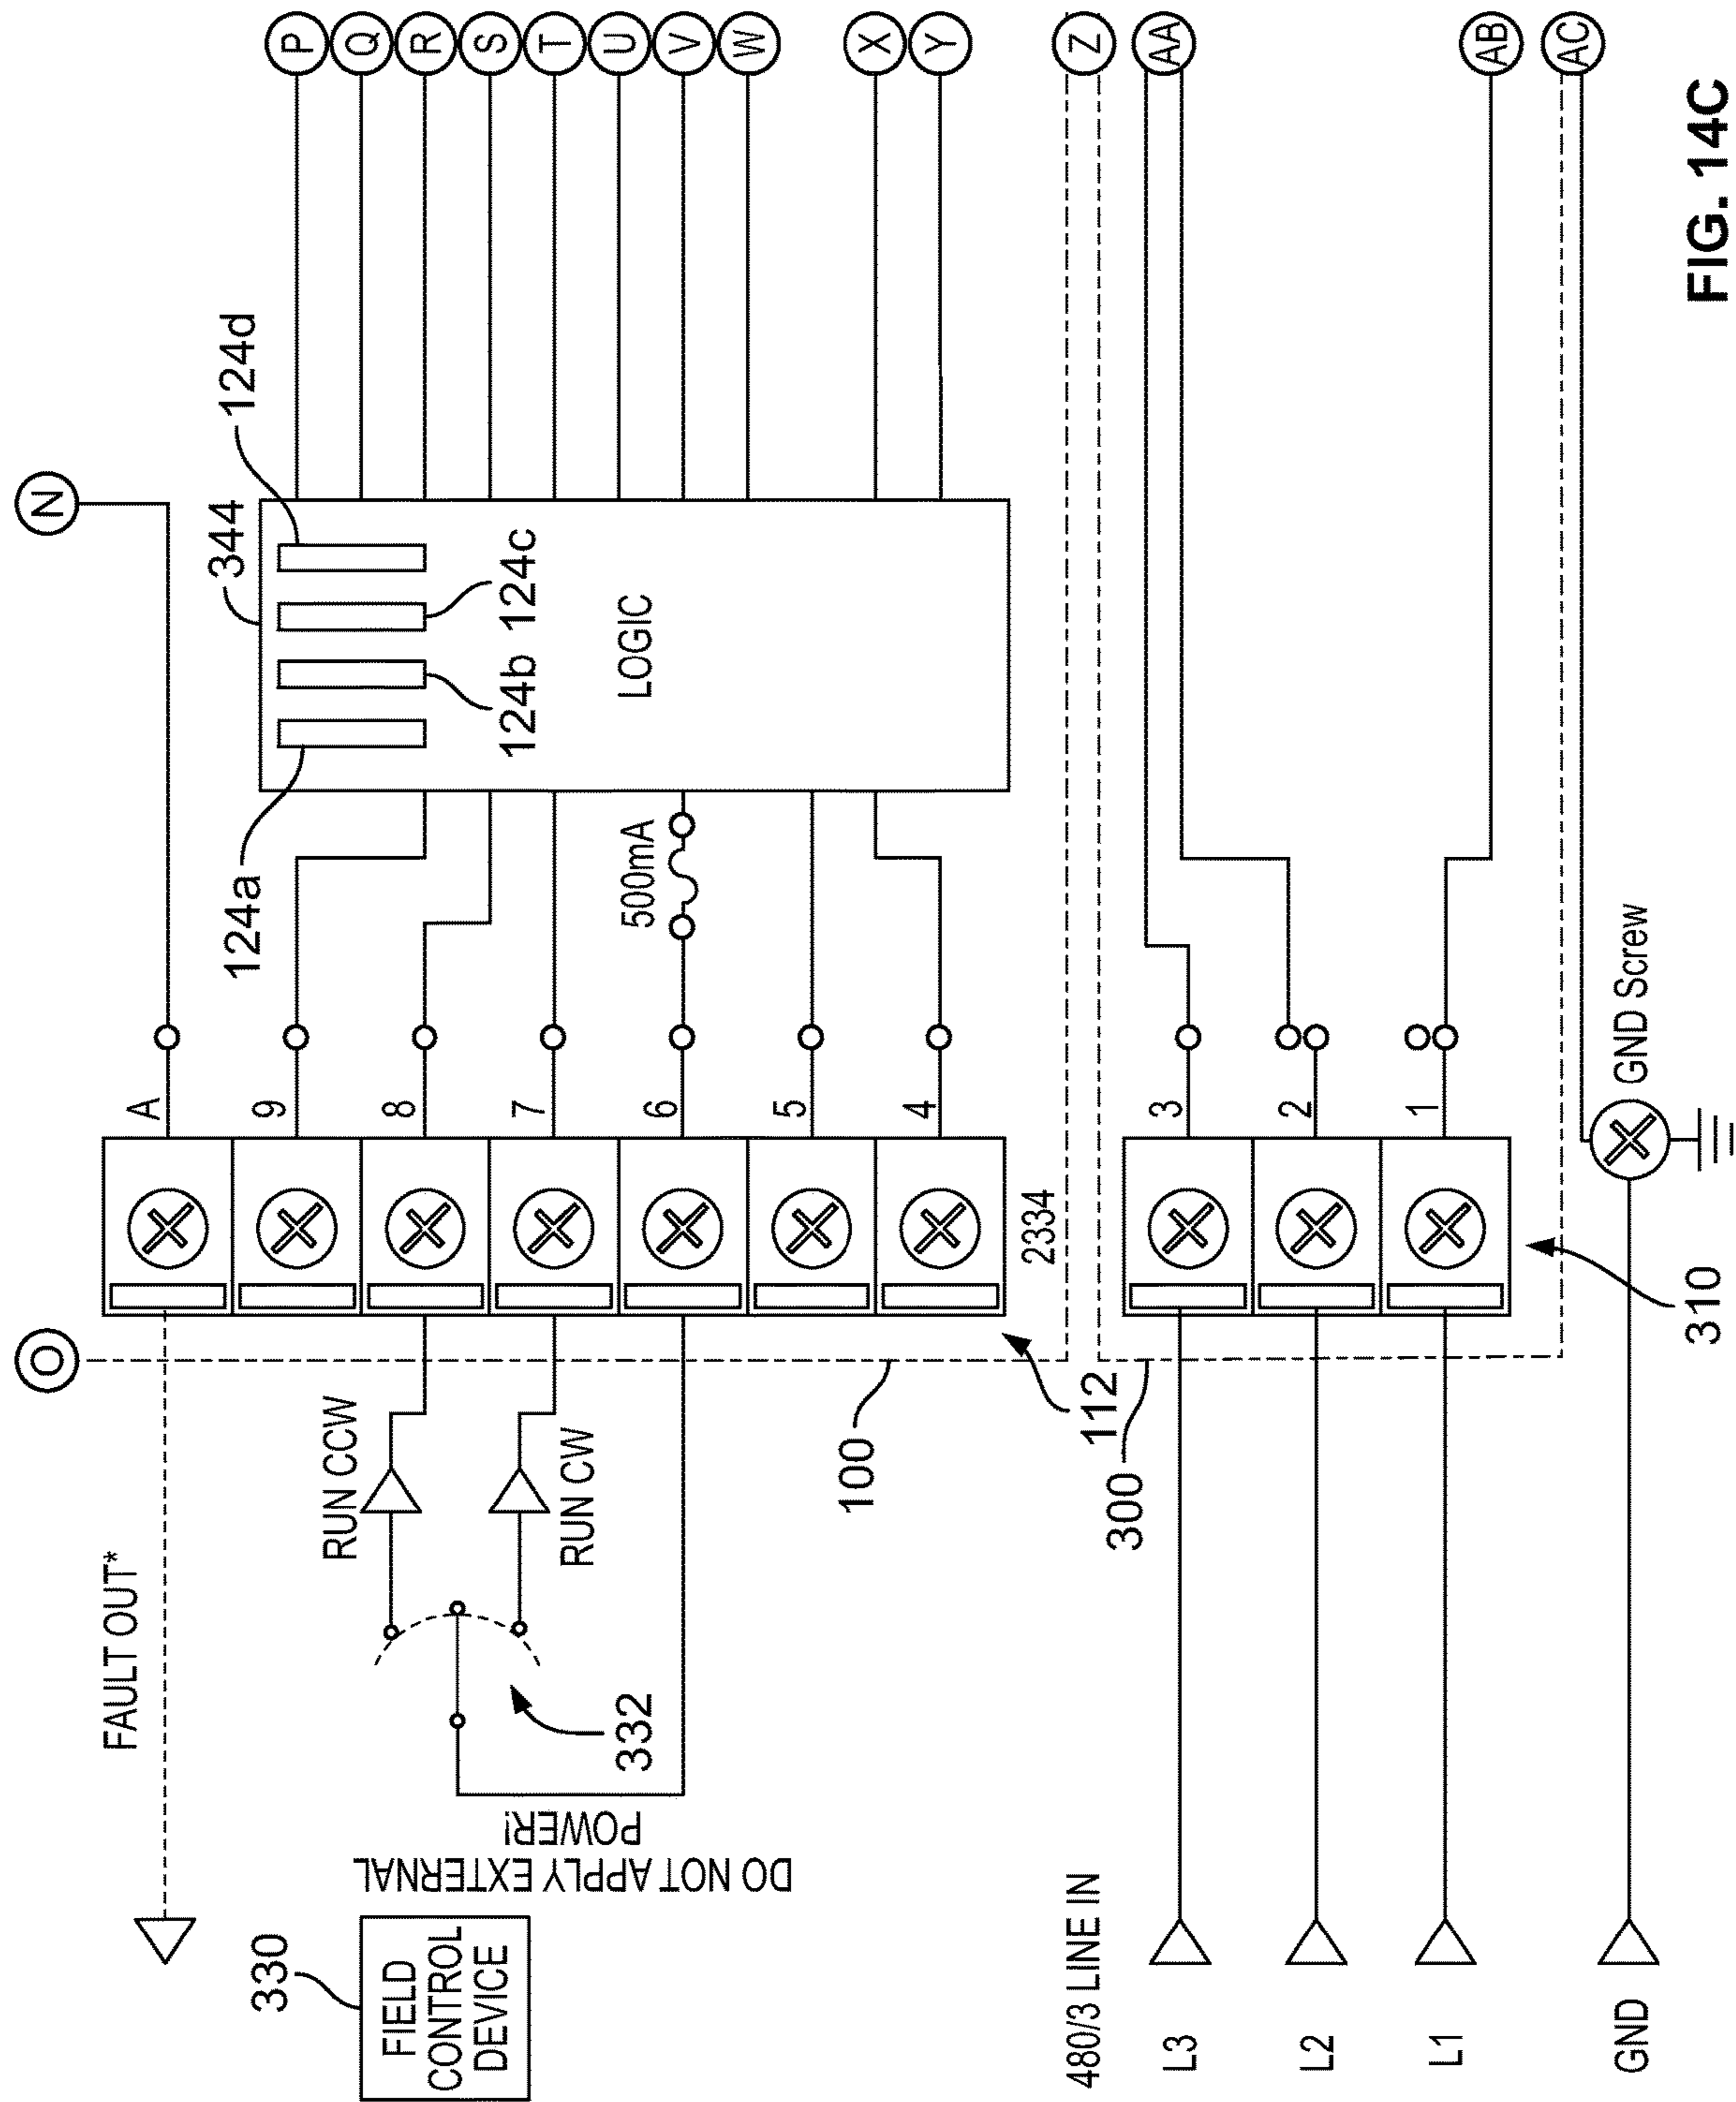 N
O
P
Q
R
S
T
U
V
W
X
Y
Z
AA
AB
AC
344
124d
124c
124b
124a
LOGIC
500mA
A
9
8
7
6
5
4
2334
3
2
1
GND Screw
310
112
100
300
RUN CCW
RUN CW
FAULT OUT*
332
DO NOT APPLY EXTERNAL
POWER!
330
FIELD
CONTROL
DEVICE
480/3 LINE IN
L3
L2
L1
GND
FIG. 14C